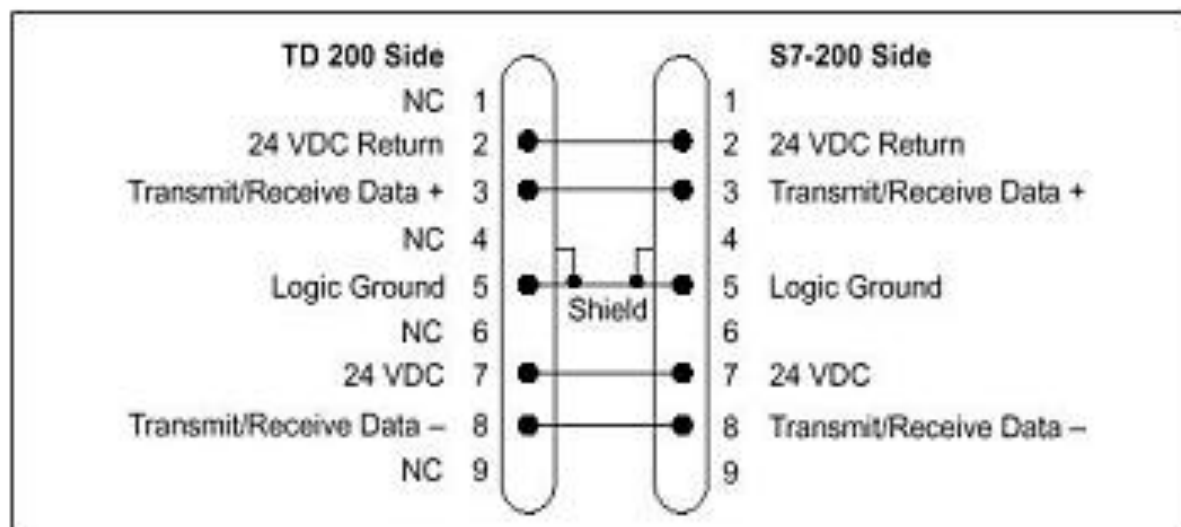 TD 200 Side S7-200 Side
NC 1 1
24 VDC Return 2 2 24 VDC Return
Transmit/Receive Data + 3 3 Transmit/Receive Data +
NC 4 4
Logic Ground 5 5 Logic Ground
Shield
NC 6 6
24 VDC 7 7 24 VDC
Transmit/Receive Data – 8 8 Transmit/Receive Data –
NC 9 9